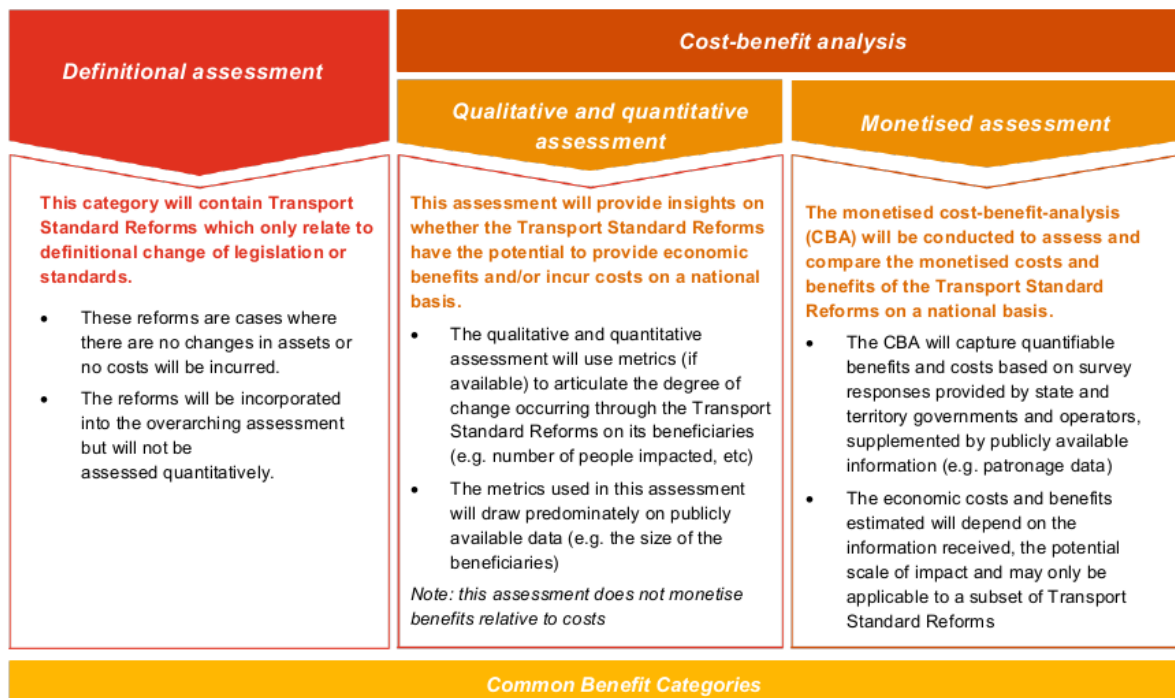 Definitional assessment
Cost-benefit analysis
Qualitative and quantitative
assessment
Monetised assessment
This category will contain Transport
Standard Reforms which only relate to
definitional change of legislation or
standards.
• These reforms are cases where
there are no changes in assets or
no costs will be incurred.
• The reforms will be incorporated
into the overarching assessment
but will not be
assessed quantitatively.
This assessment will provide insights on
whether the Transport Standard Reforms
have the potential to provide economic
benefits and/or incur costs on a national
basis.
• The qualitative and quantitative
assessment will use metrics (if
available) to articulate the degree of
change occurring through the Transport
Standard Reforms on its beneficiaries
(e.g. number of people impacted, etc)
• The metrics used in this assessment
will draw predominately on publicly
available data (e.g. the size of the
beneficiaries)
Note: this assessment does not monetise
benefits relative to costs
The monetised cost-benefit-analysis
(CBA) will be conducted to assess and
compare the monetised costs and
benefits of the Transport Standard
Reforms on a national basis.
• The CBA will capture quantifiable
benefits and costs based on survey
responses provided by state and
territory governments and operators,
supplemented by publicly available
information (e.g. patronage data)
• The economic costs and benefits
estimated will depend on the
information received, the potential
scale of impact and may only be
applicable to a subset of Transport
Standard Reforms
Common Benefit Categories